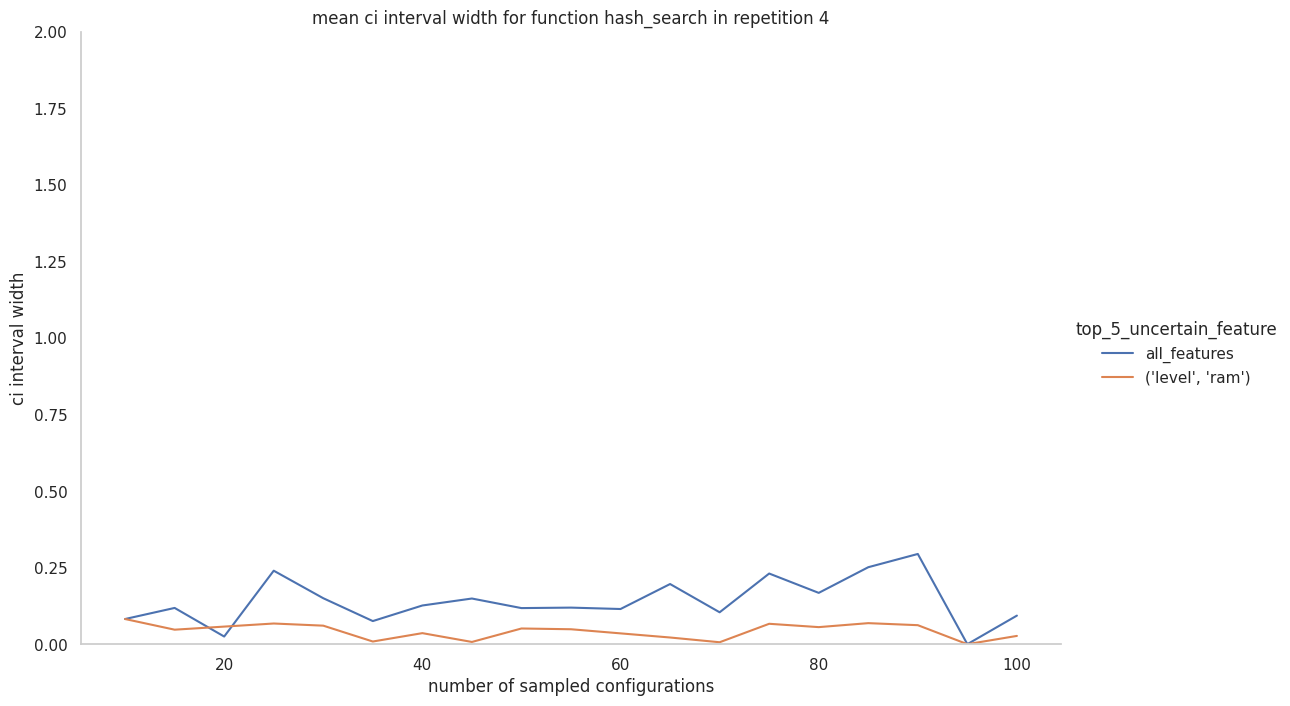 mean ci interval width for function hash_search in repetition 4
2.00
1.75
1.50
1.25
1.00
0.75
0.50
0.25
0.00
ci interval width
20 40 60 80 100
number of sampled configurations
top_5_uncertain_feature
all_features
('level', 'ram')